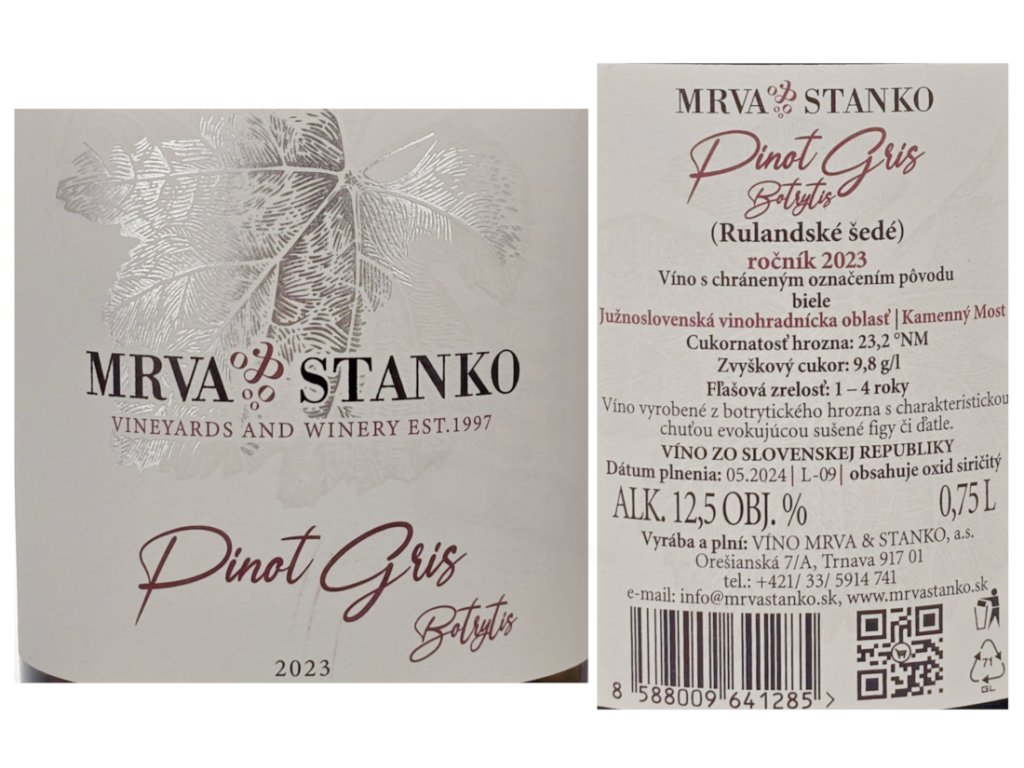 MRVA STANKO
VINEYARDS AND WINERY EST.1997
Pinot Gris
Botrytis
2023
MRVA STANKO
Pinot Gris
Botrytis
(Rulandské šedé)
ročník 2023
Víno s chráneným označením pôvodu
biele
Južnoslovenská vinohradnícka oblasť | Kamenný Most
Cukornatosť hrozna: 23,2 °NM
Zvyškový cukor: 9,8 g/l
Fľašová zrelosť: 1 – 4 roky
Víno vyrobené z botrytického hrozna s charakteristickou
chuťou evokujúcou sušené figy či ďatle.
VÍNO ZO SLOVENSKEJ REPUBLIKY
Dátum plnenia: 05.2024 | L-09 | obsahuje oxid siričitý
ALK. 12,5 OBJ. % 0,75 L
Vyrába a plní: VÍNO MRVA & STANKO, a.s.
Orešianská 7/A, Trnava 917 01
tel.: +421/ 33/ 5914 741
e-mail: info@mrvastanko.sk, www.mrvastanko.sk
71
GL
8 588009 641285 >